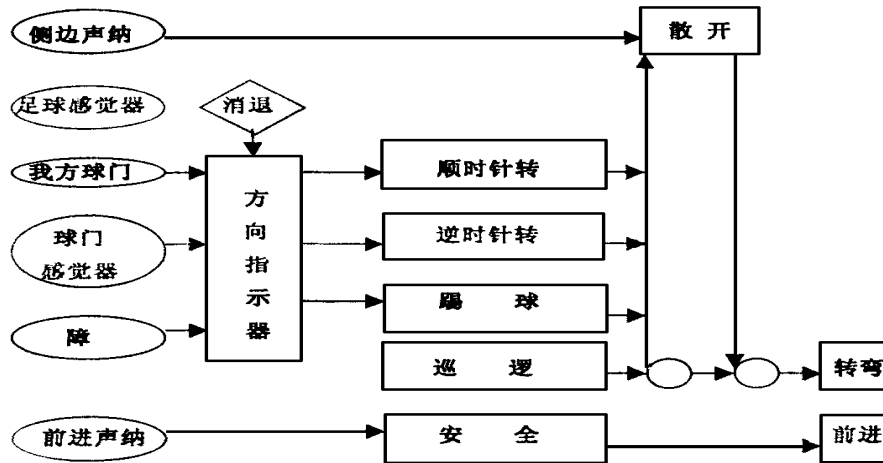 侧边声纳
散 开
足球感觉器
消退
我方球门
方向指示器
顺时针转
球门
感觉器
逆时针转
踢 球
障
巡 逻
转弯
前进声纳
安 全
前进